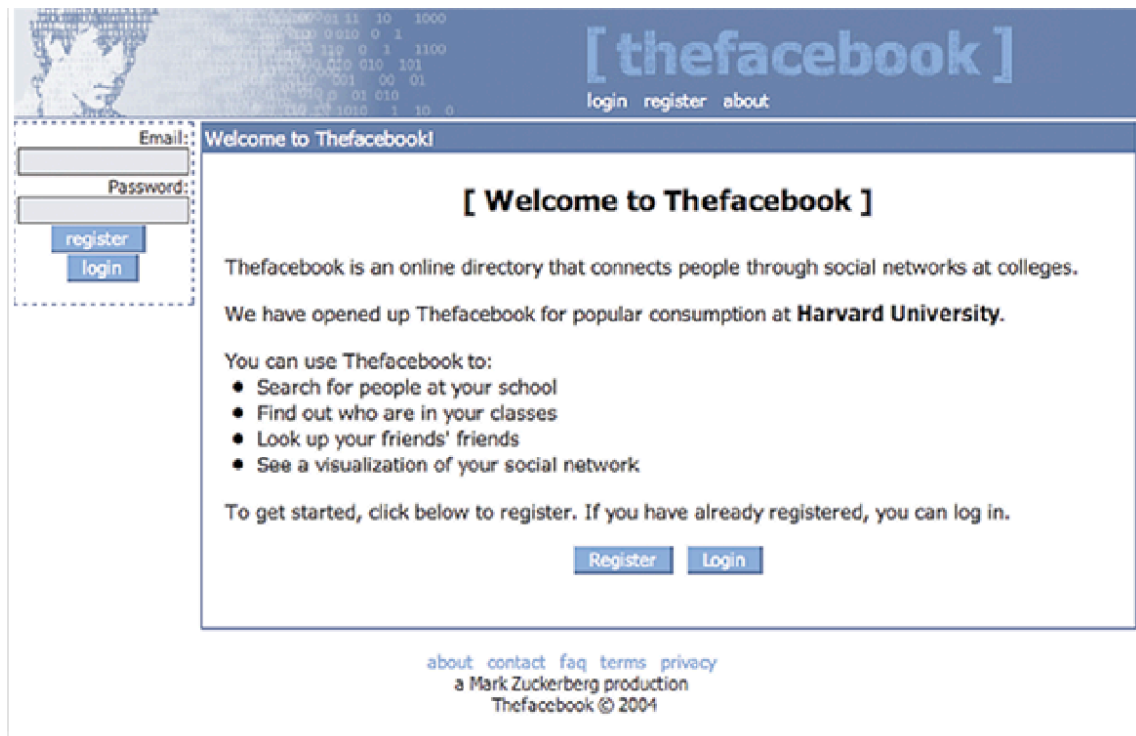 [ thefacebook ]
login register about
Email:
Password:
register
login
Welcome to Thefacebook!
[ Welcome to Thefacebook ]
Thefacebook is an online directory that connects people through social networks at colleges.
We have opened up Thefacebook for popular consumption at Harvard University.
You can use Thefacebook to:
• Search for people at your school
• Find out who are in your classes
• Look up your friends' friends
• See a visualization of your social network
To get started, click below to register. If you have already registered, you can log in.
Register Login
about contact faq terms privacy
a Mark Zuckerberg production
Thefacebook © 2004